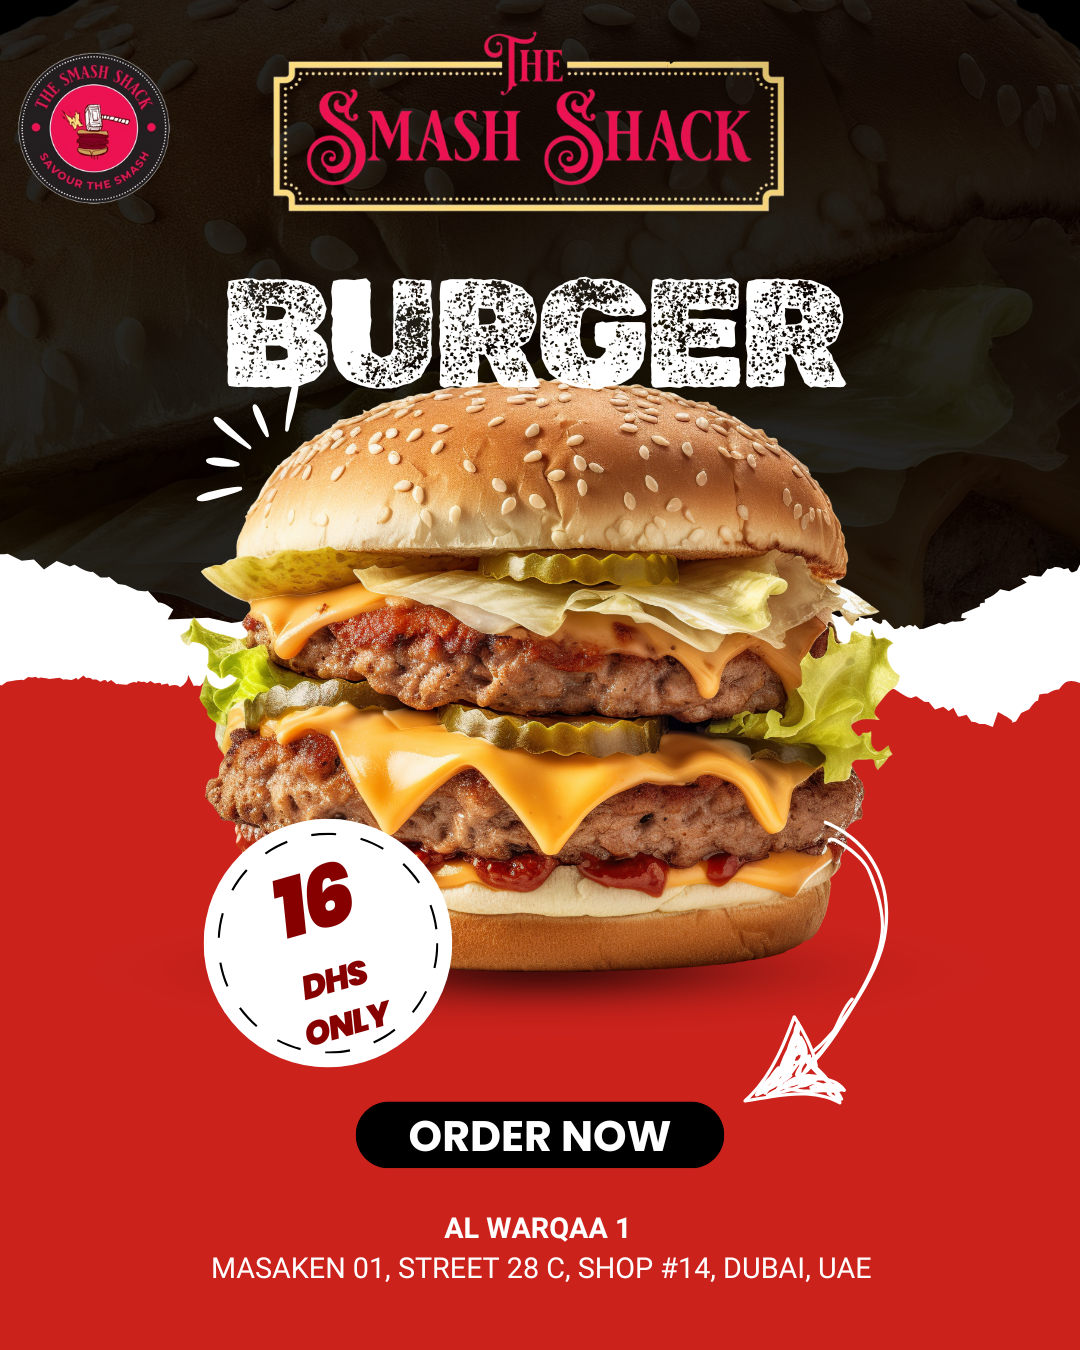 THE SMASH SHACK
SAVOUR THE SMASH
THE
SMASH SHACK
BURGER
16
DHS
ONLY
ORDER NOW
AL WARQAA 1
MASAKEN 01, STREET 28 C, SHOP #14, DUBAI, UAE